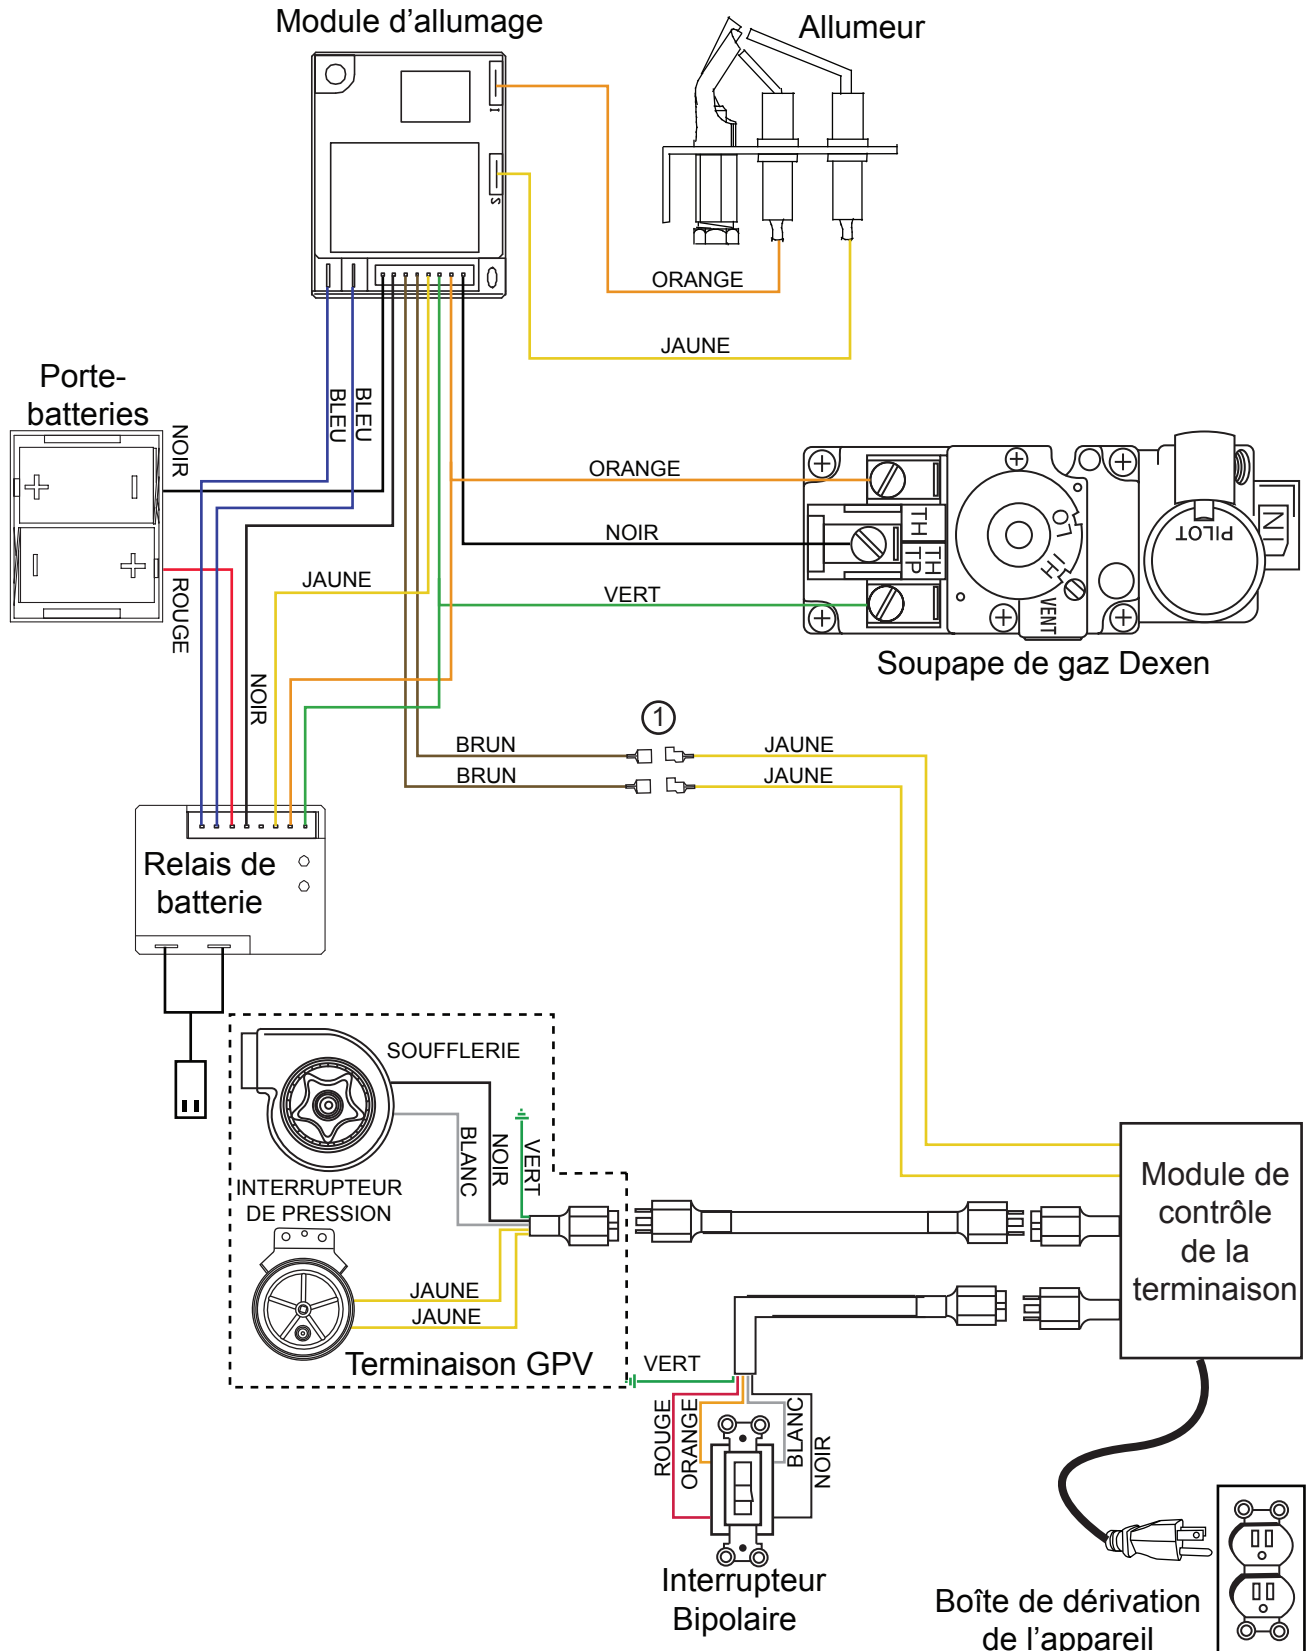 Module d'allumage
Allumeur
I
S
ORANGE
JAUNE
Porte-
batteries
NOIR
BLEU
BLEU
ORANGE
NOIR
VERT
JAUNE
ROUGE
NOIR
TH
TH
TP
LO
HI
VENT
PILOT
IN
Soupape de gaz Dexen
1
BRUN
JAUNE
BRUN
JAUNE
Relais de
batterie
SOUFFLERIE
BLANC
NOIR
VERT
INTERRUPTEUR
DE PRESSION
JAUNE
JAUNE
Terminaison GPV
Module de
contrôle
de la
terminaison
VERT
ROUGE
ORANGE
BLANC
NOIR
Interrupteur
Bipolaire
Boîte de dérivation
de l'appareil